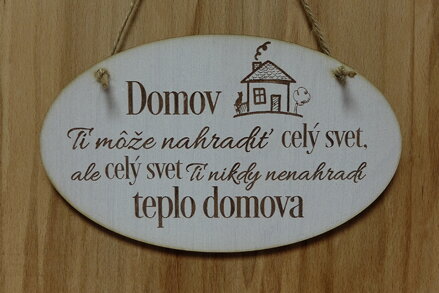 Domov
Ti môže nahradiť celý svet,
ale celý svet Ti nikdy nenahradí
teplo domova